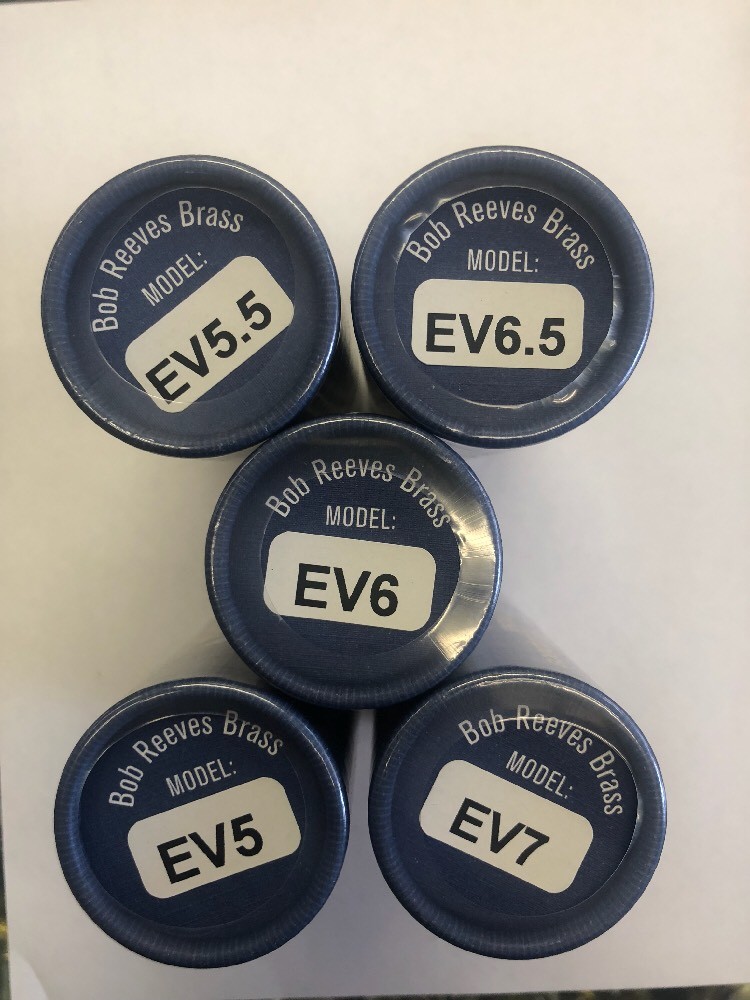 Bob Reeves Brass
MODEL:
EV5.5
Bob Reeves Brass
MODEL:
EV6.5
Bob Reeves Brass
MODEL:
EV6
Bob Reeves Brass
MODEL:
EV5
Bob Reeves Brass
MODEL:
EV7